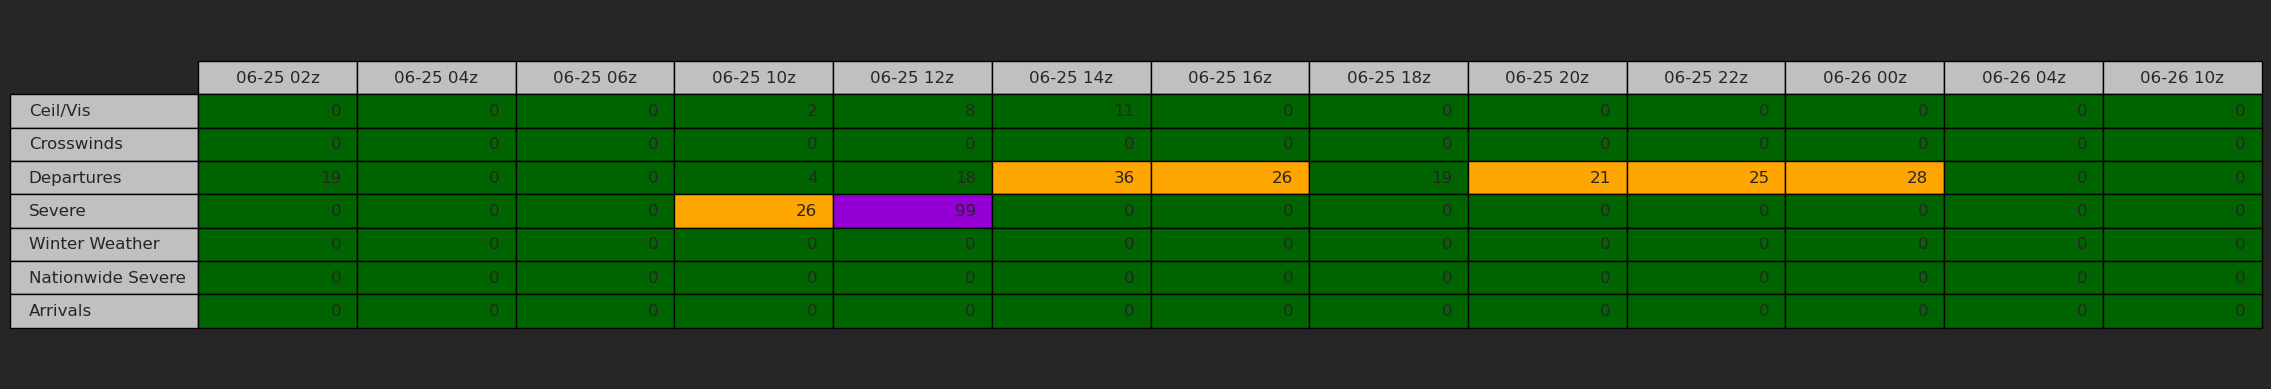 06-25 02z 06-25 04z 06-25 06z 06-25 10z 06-25 12z 06-25 14z 06-25 16z 06-25 18z 06-25 20z 06-25 22z 06-26 00z 06-26 04z 06-26 10z
Ceil/Vis 0 0 0 2 8 11 0 0 0 0 0 0 0
Crosswinds 0 0 0 0 0 0 0 0 0 0 0 0 0
Departures 19 0 0 4 18 36 26 19 21 25 28 0 0
Severe 0 0 0 26 99 0 0 0 0 0 0 0 0
Winter Weather 0 0 0 0 0 0 0 0 0 0 0 0 0
Nationwide Severe 0 0 0 0 0 0 0 0 0 0 0 0 0
Arrivals 0 0 0 0 0 0 0 0 0 0 0 0 0